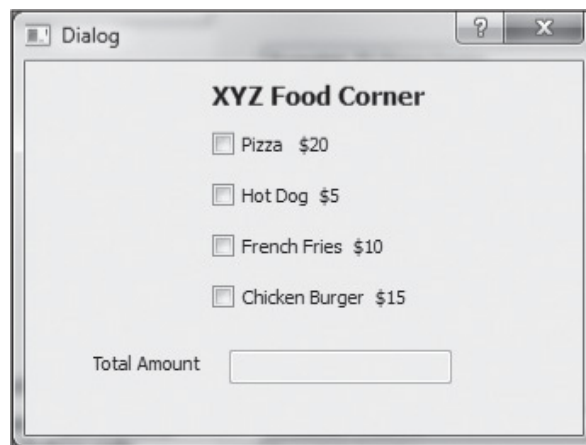 Dialog
XYZ Food Corner
Pizza $20
Hot Dog $5
French Fries $10
Chicken Burger $15
Total Amount